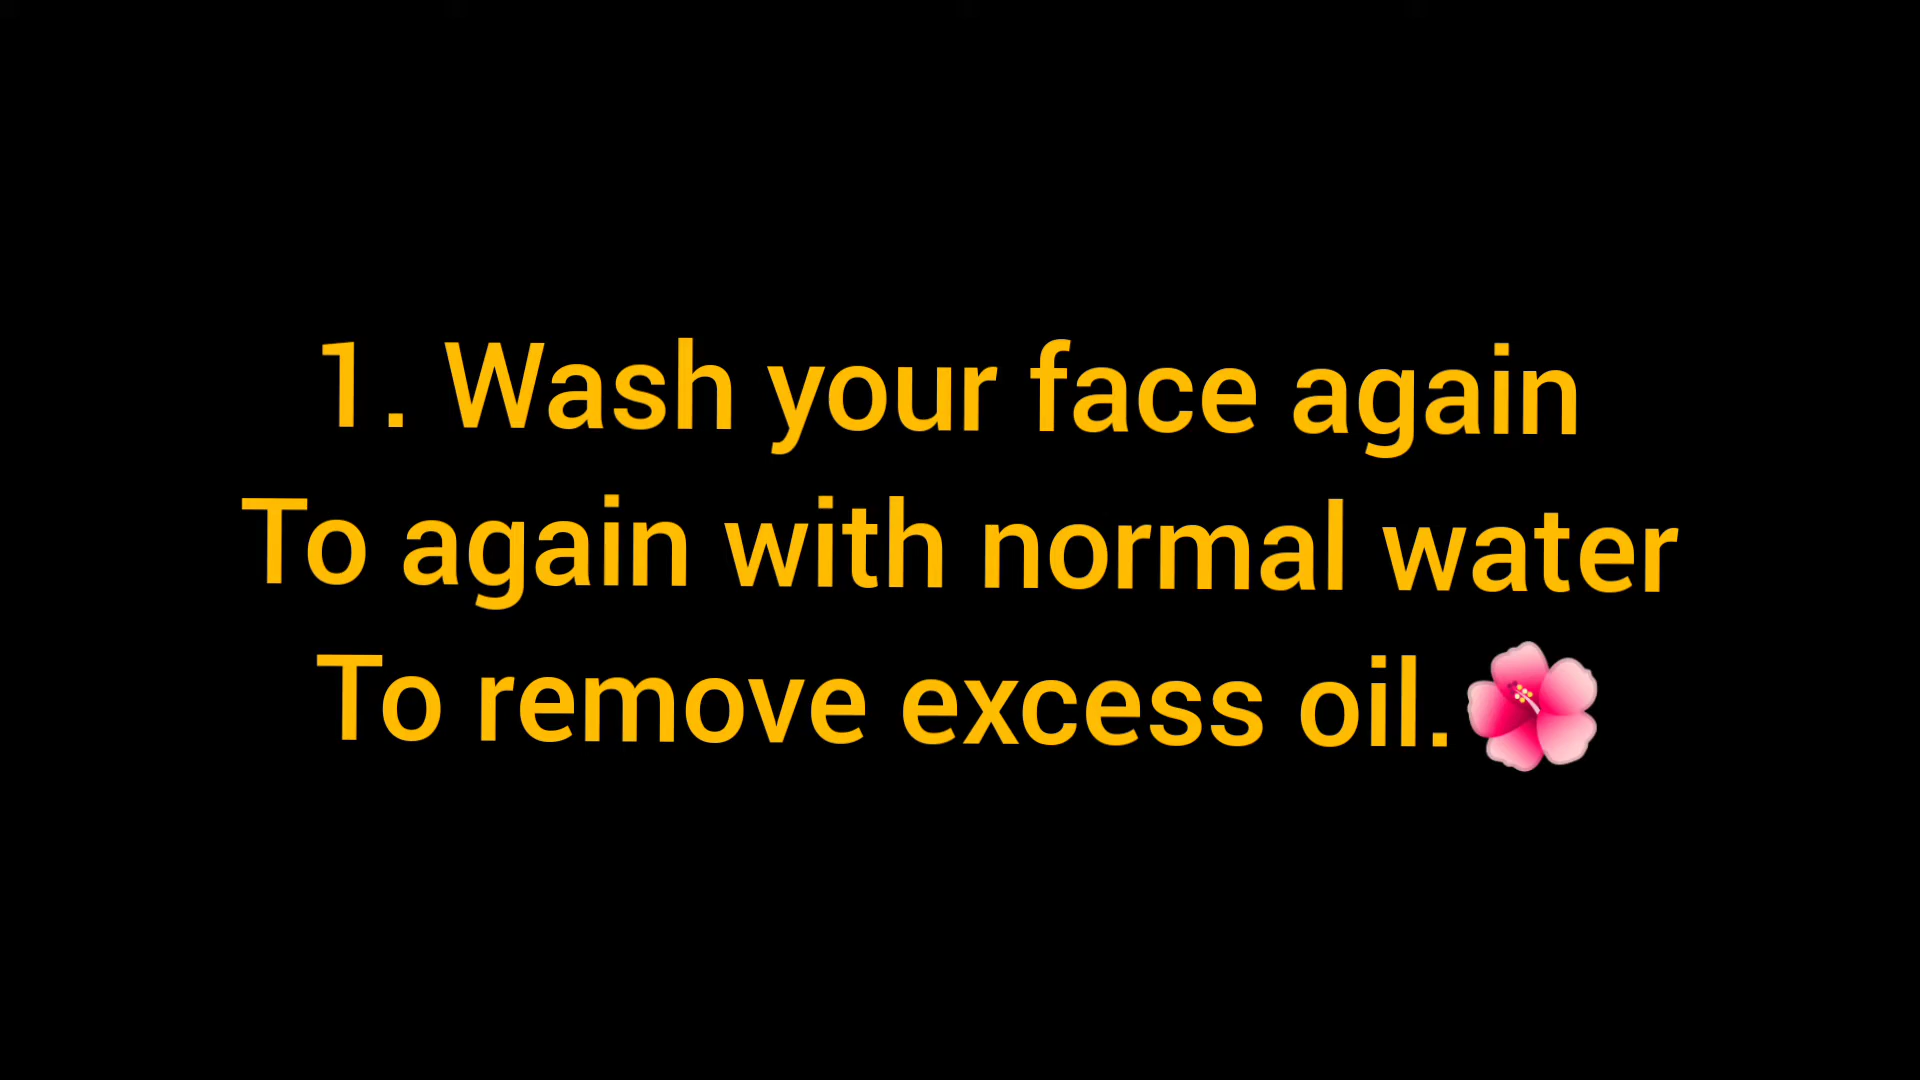 1. Wash your face again
To again with normal water
To remove excess oil.🌺